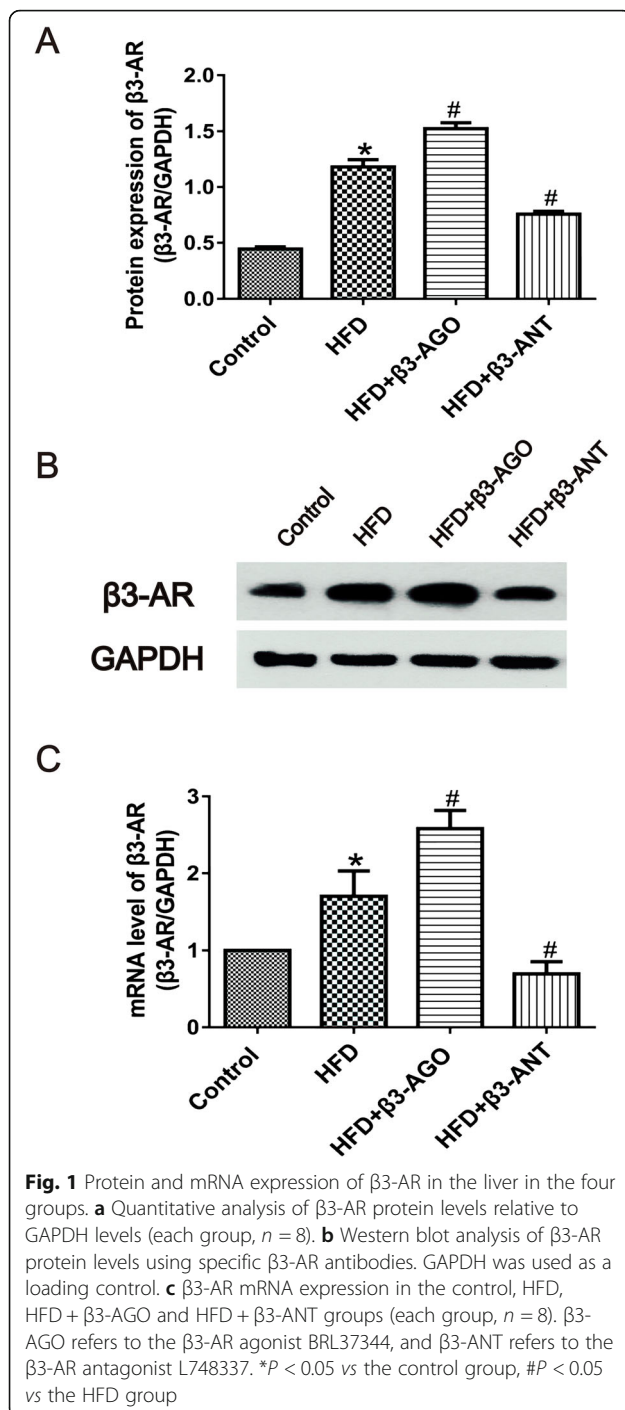 A
Protein expression of β3-AR
(β3-AR/GAPDH)
2.0
1.5
1.0
0.5
0.0
*
#
#
Control
HFD
HFD+β3-AGO
HFD+β3-ANT
B
Control
HFD
HFD+β3-AGO
HFD+β3-ANT
β3-AR
GAPDH
C
mRNA level of β3-AR
(β3-AR/GAPDH)
3
2
1
0
*
#
#
Control
HFD
HFD+β3-AGO
HFD+β3-ANT
Fig. 1 Protein and mRNA expression of β3-AR in the liver in the four
groups. a Quantitative analysis of β3-AR protein levels relative to
GAPDH levels (each group, n = 8). b Western blot analysis of β3-AR
protein levels using specific β3-AR antibodies. GAPDH was used as a
loading control. c β3-AR mRNA expression in the control, HFD,
HFD + β3-AGO and HFD + β3-ANT groups (each group, n = 8). β3-
AGO refers to the β3-AR agonist BRL37344, and β3-ANT refers to the
β3-AR antagonist L748337. *P < 0.05 vs the control group, #P < 0.05
vs the HFD group